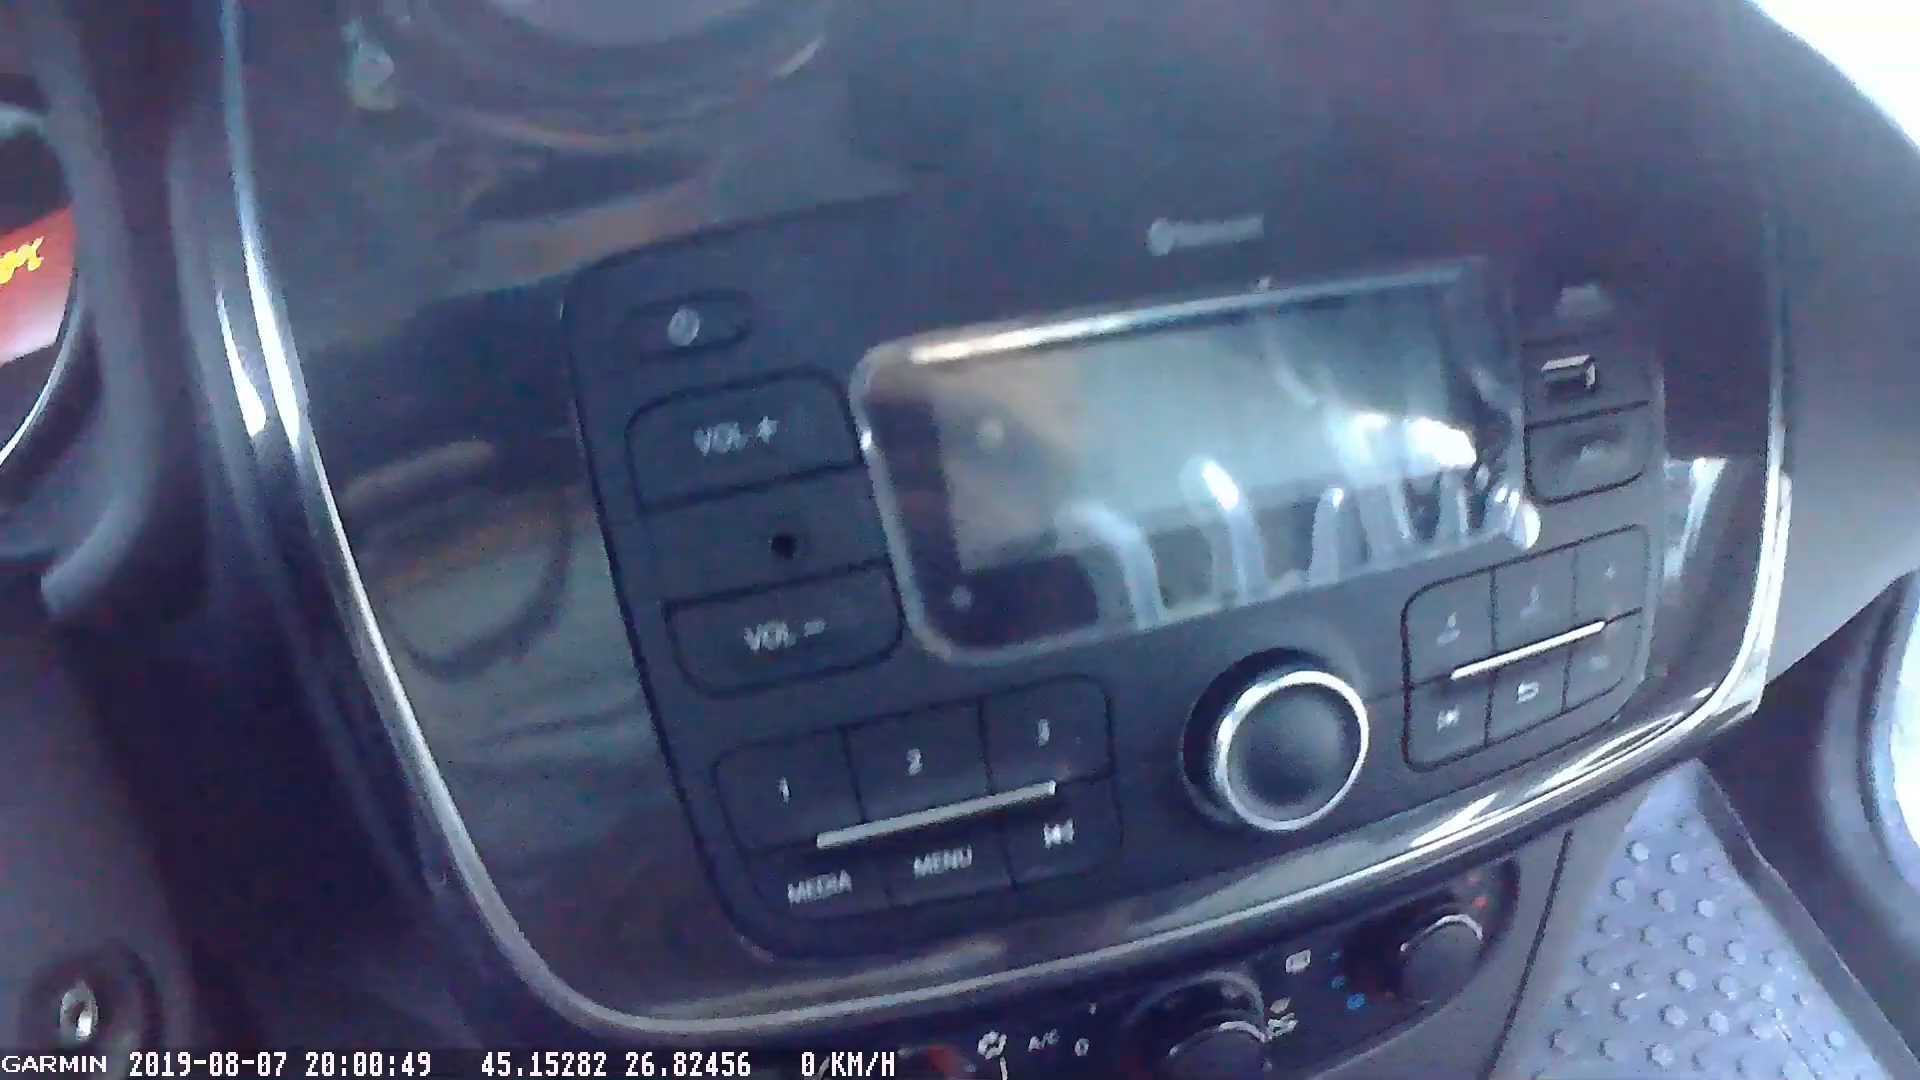 VOL +
VOL -
1
2
3
MEDIA
MENU
A/C
0
GARMIN 2019-08-07 20:00:49 45.15282 26.82456 0 KM/H